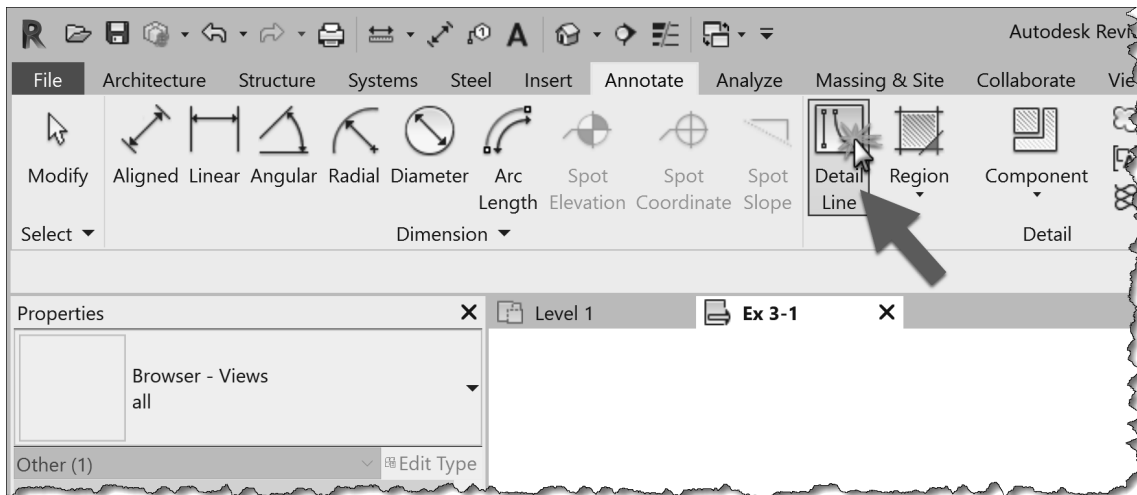 Autodesk Revi
File Architecture Structure Systems Steel Insert Annotate Analyze Massing & Site Collaborate Vie
Modify Aligned Linear Angular Radial Diameter Arc Length Spot Elevation Spot Coordinate Spot Slope Detail Line Region Component
Select Dimension Detail
Properties Level 1 Ex 3-1
Browser - Views
all
Other (1) Edit Type